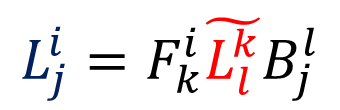 $L^i_j = F^i_k \widetilde{L^k_l} B^l_j$